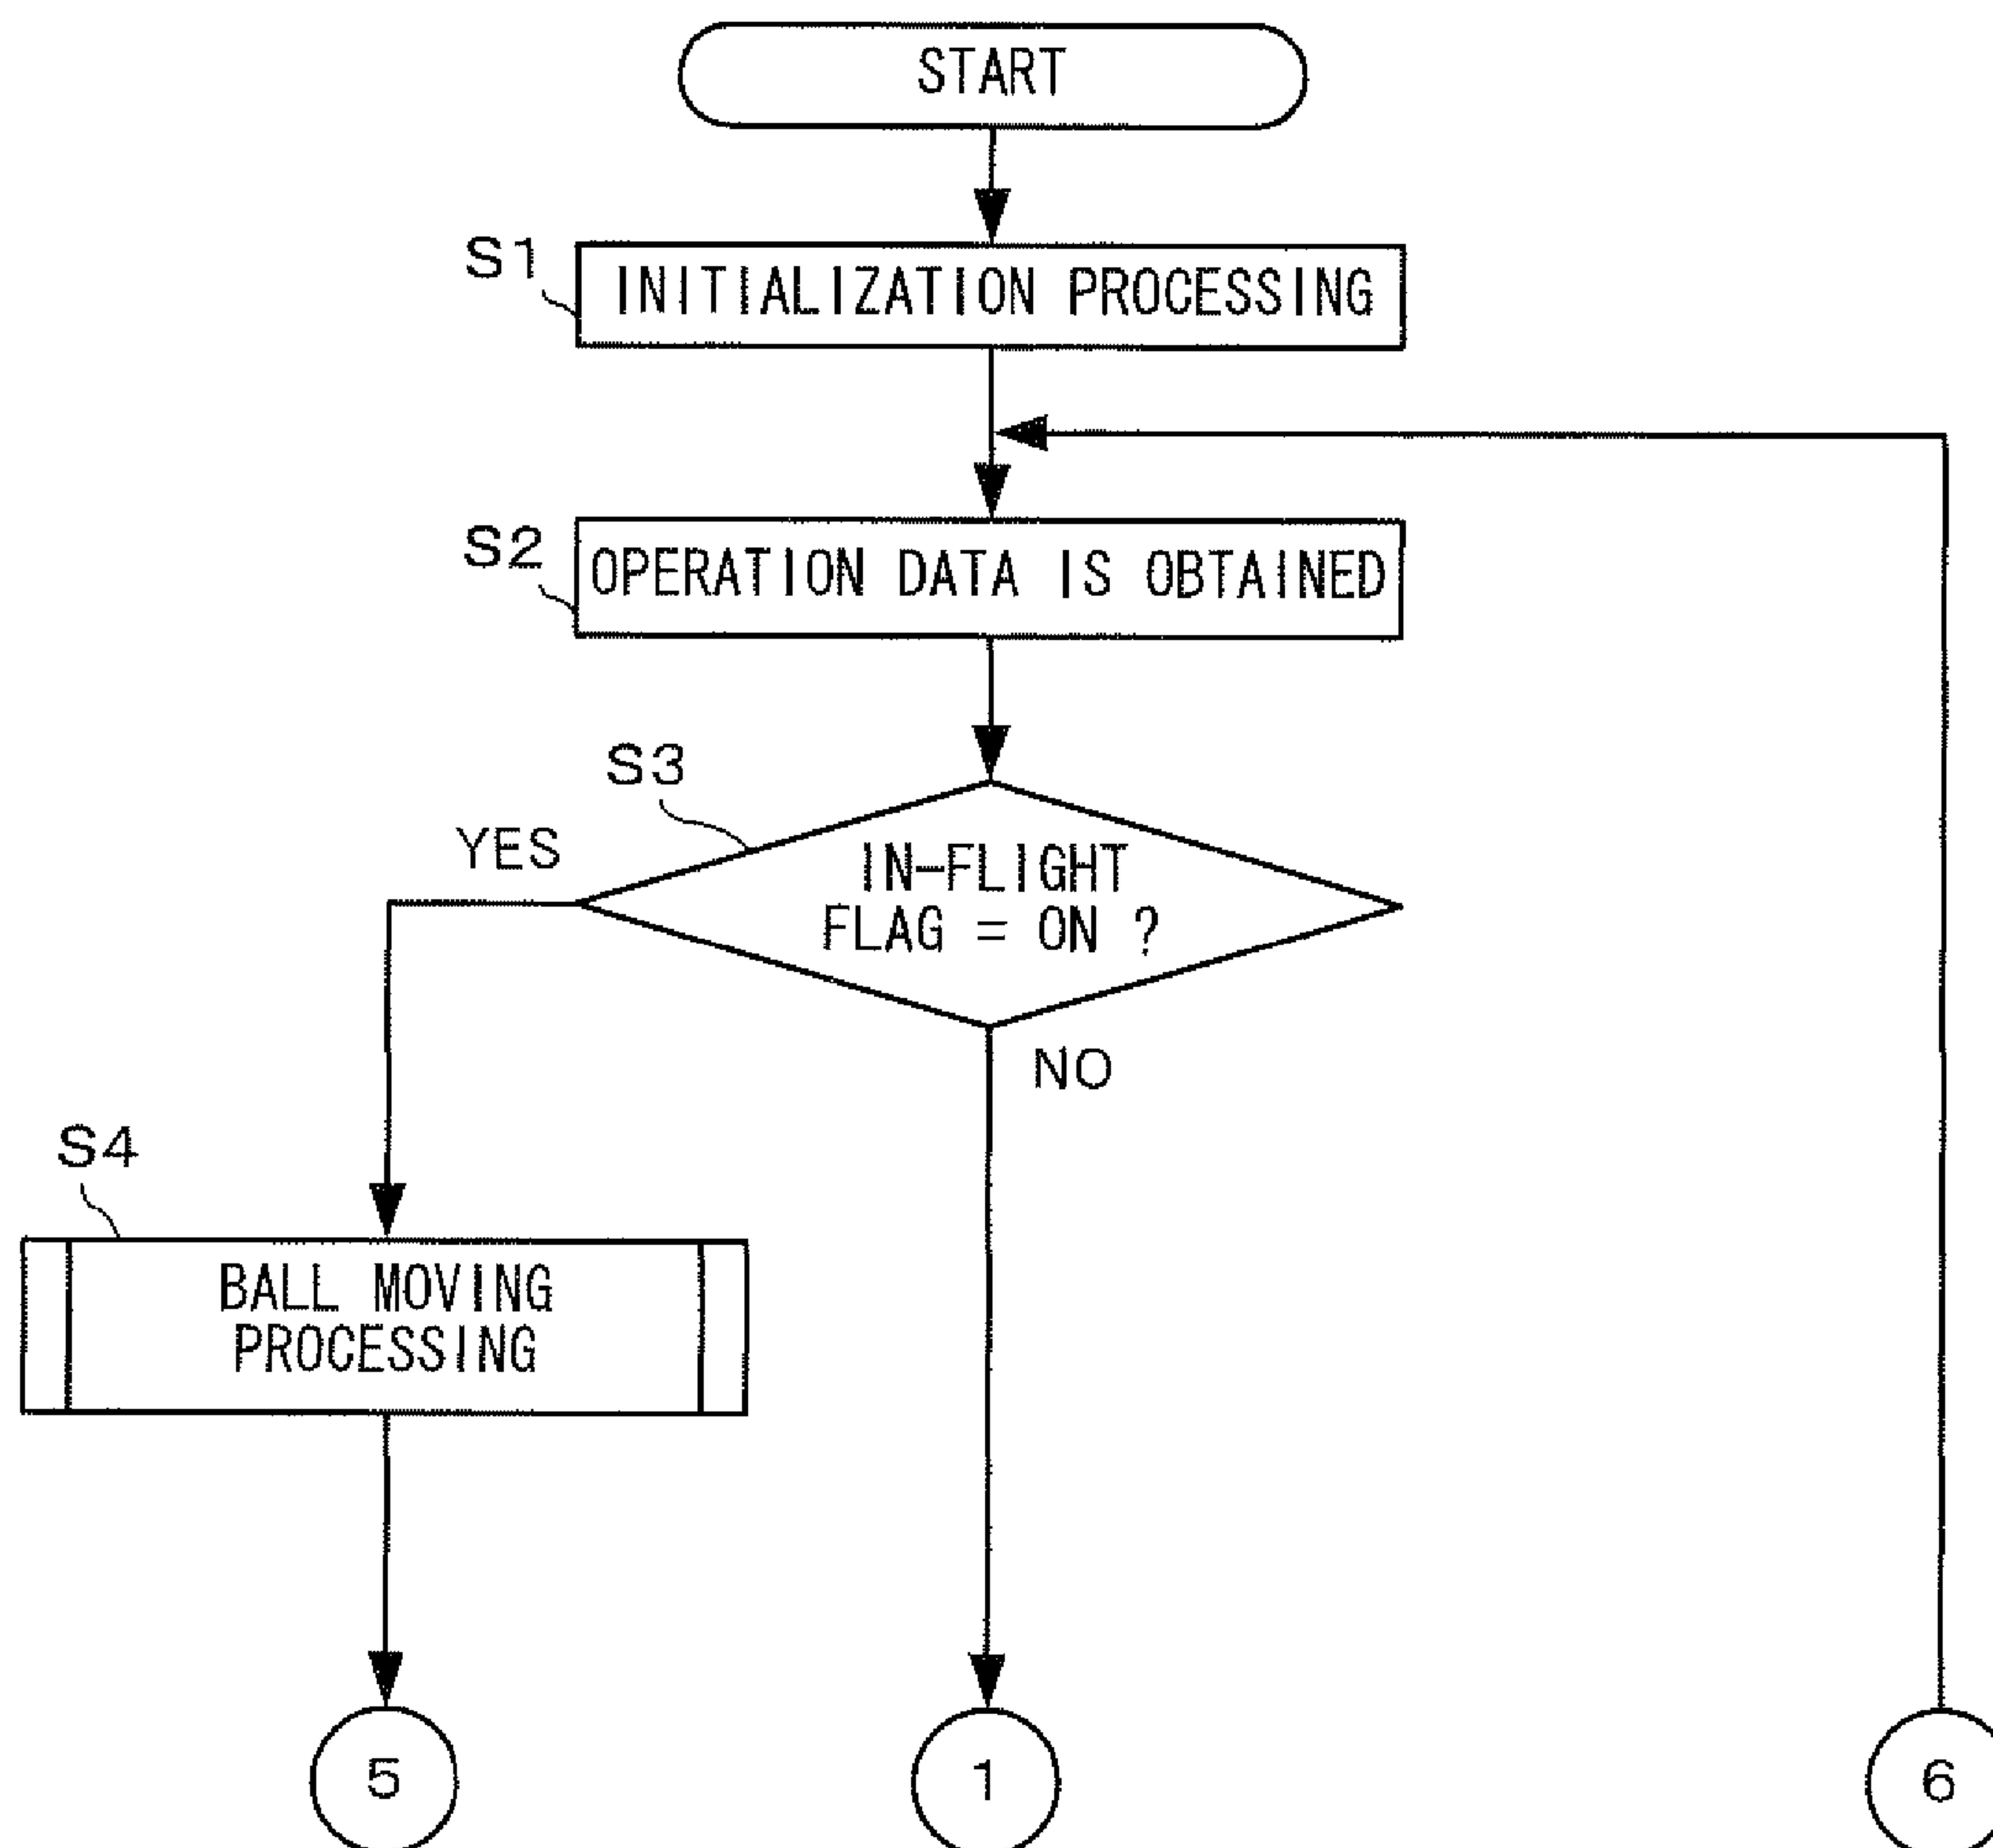 START
S1
INITIALIZATION PROCESSING
S2
OPERATION DATA IS OBTAINED
S3
YES
IN-FLIGHT
FLAG = ON ?
NO
S4
BALL MOVING
PROCESSING
5
1
6